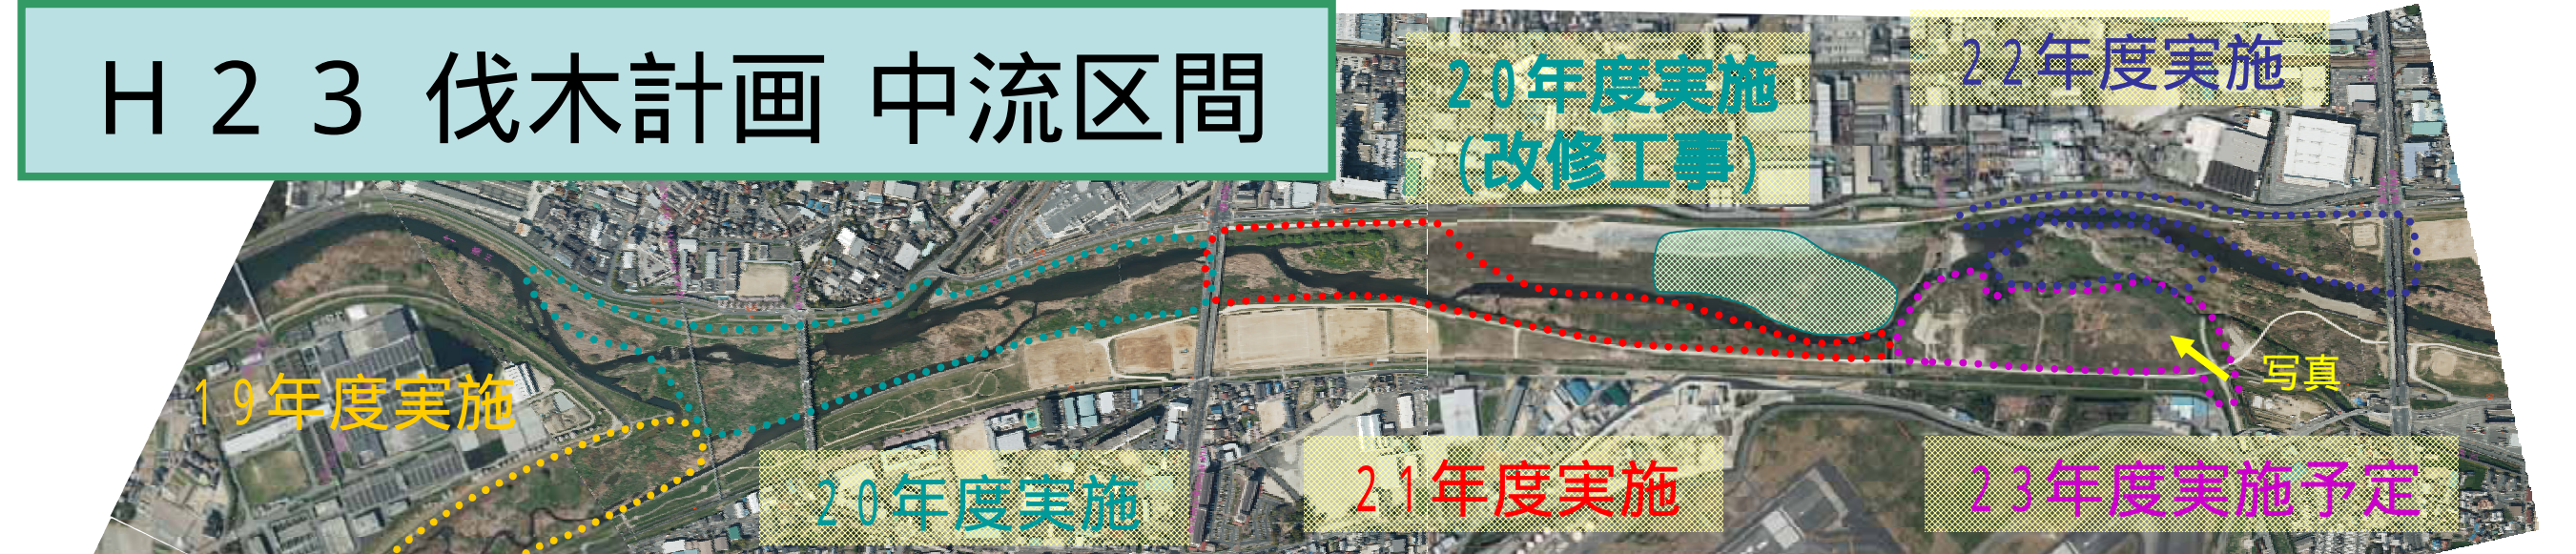 Ｈ２３ 伐木計画 中流区間
２０年度実施
(改修工事)
２２年度実施
１９年度実施
写真
２０年度実施
２１年度実施
２３年度実施予定